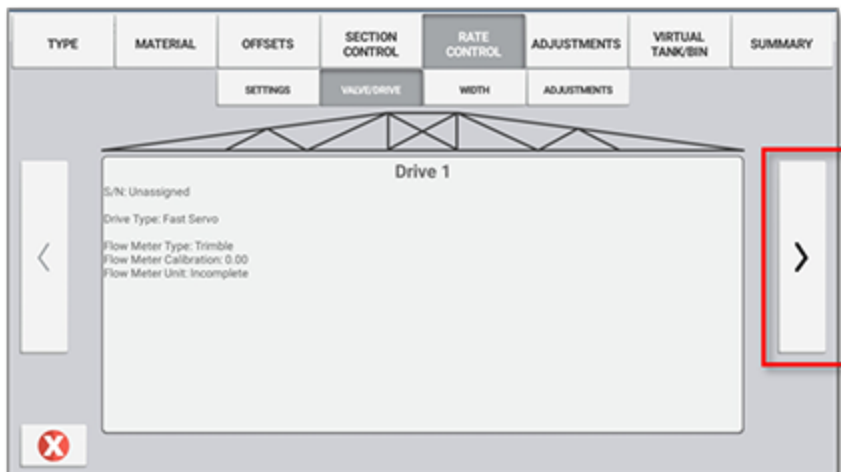 TYPE
MATERIAL
OFFSETS
SECTION
CONTROL
RATE
CONTROL
ADJUSTMENTS
VIRTUAL
TANK/BIN
SUMMARY
SETTINGS
VALVE/DRIVE
WIDTH
ADJUSTMENTS
Drive 1
S/N: Unassigned
Drive Type: Fast Servo
Flow Meter Type: Trimble
Flow Meter Calibration: 0.00
Flow Meter Unit: Incomplete